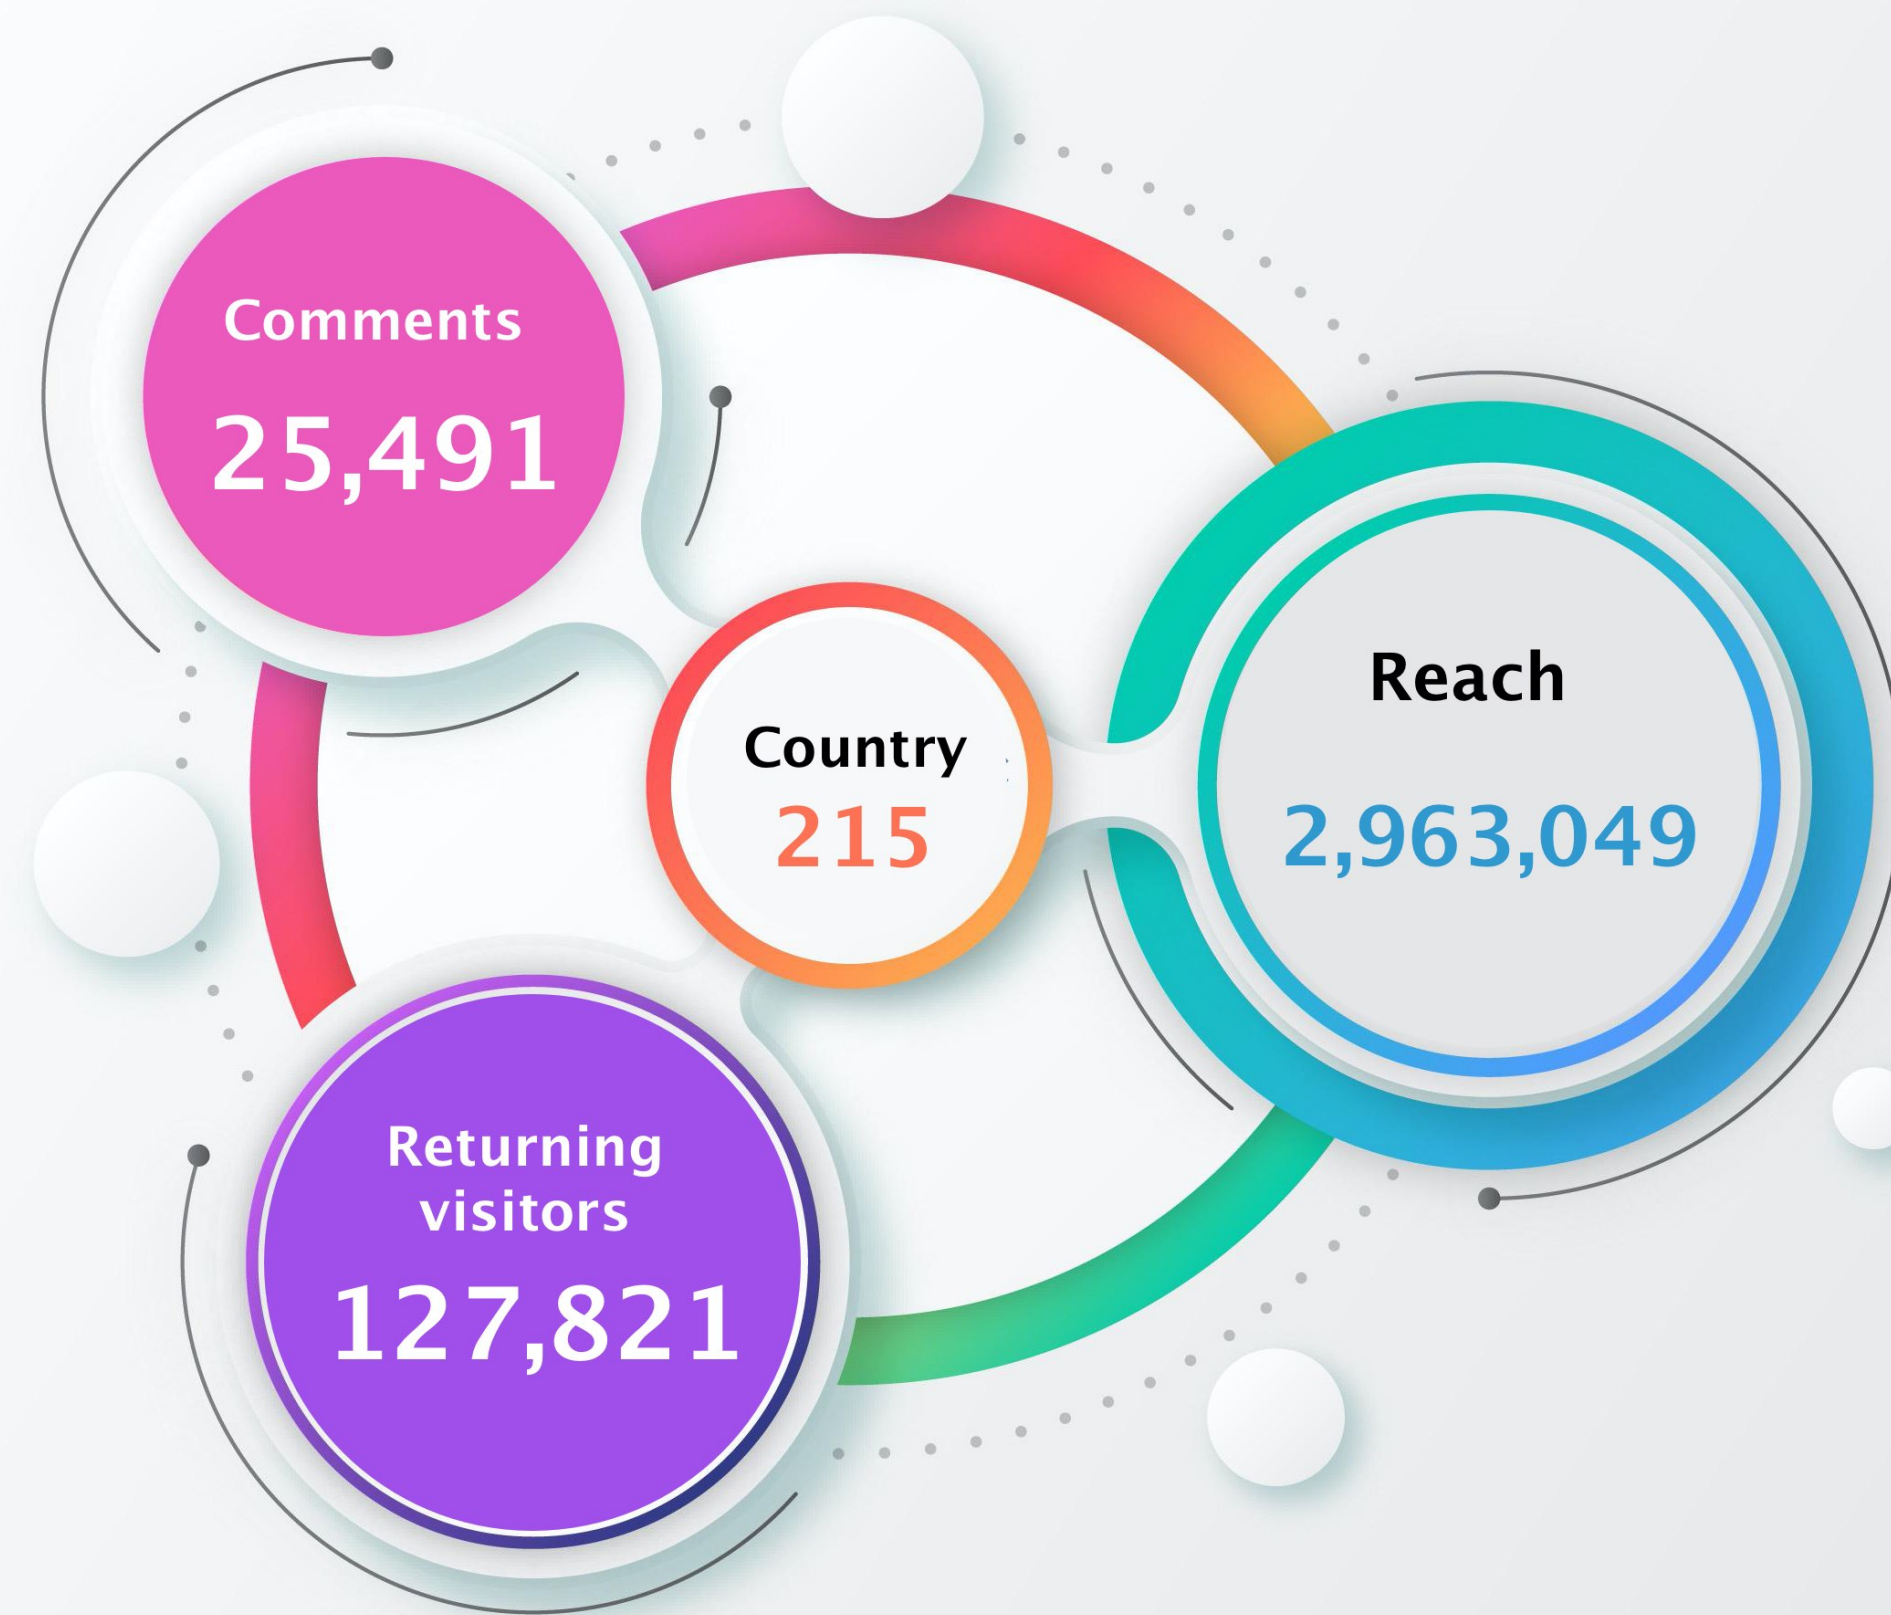 Comments
25,491
Country
215
Reach
2,963,049
Returning
visitors
127,821